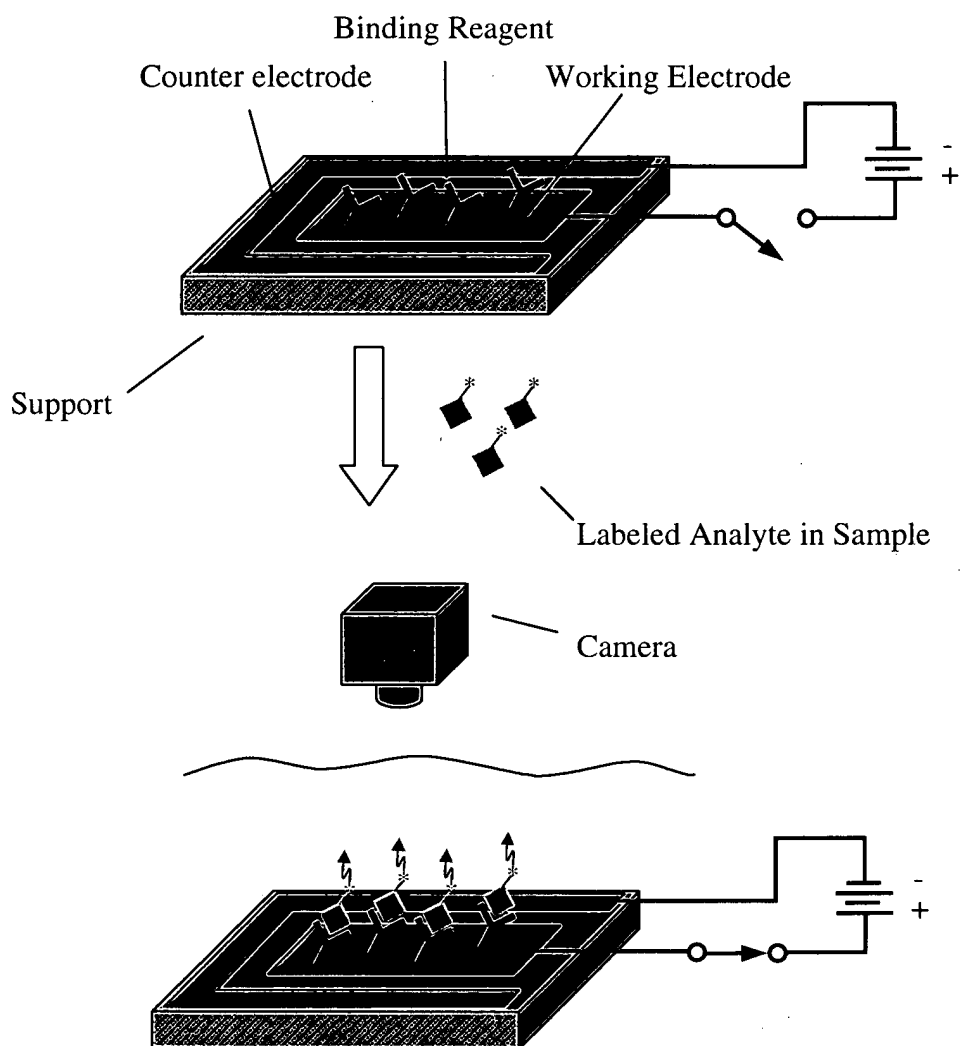 Binding Reagent
Counter electrode
Working Electrode
-
+
Support
*
*
*
Labeled Analyte in Sample
Camera
*
*
*
*
-
+